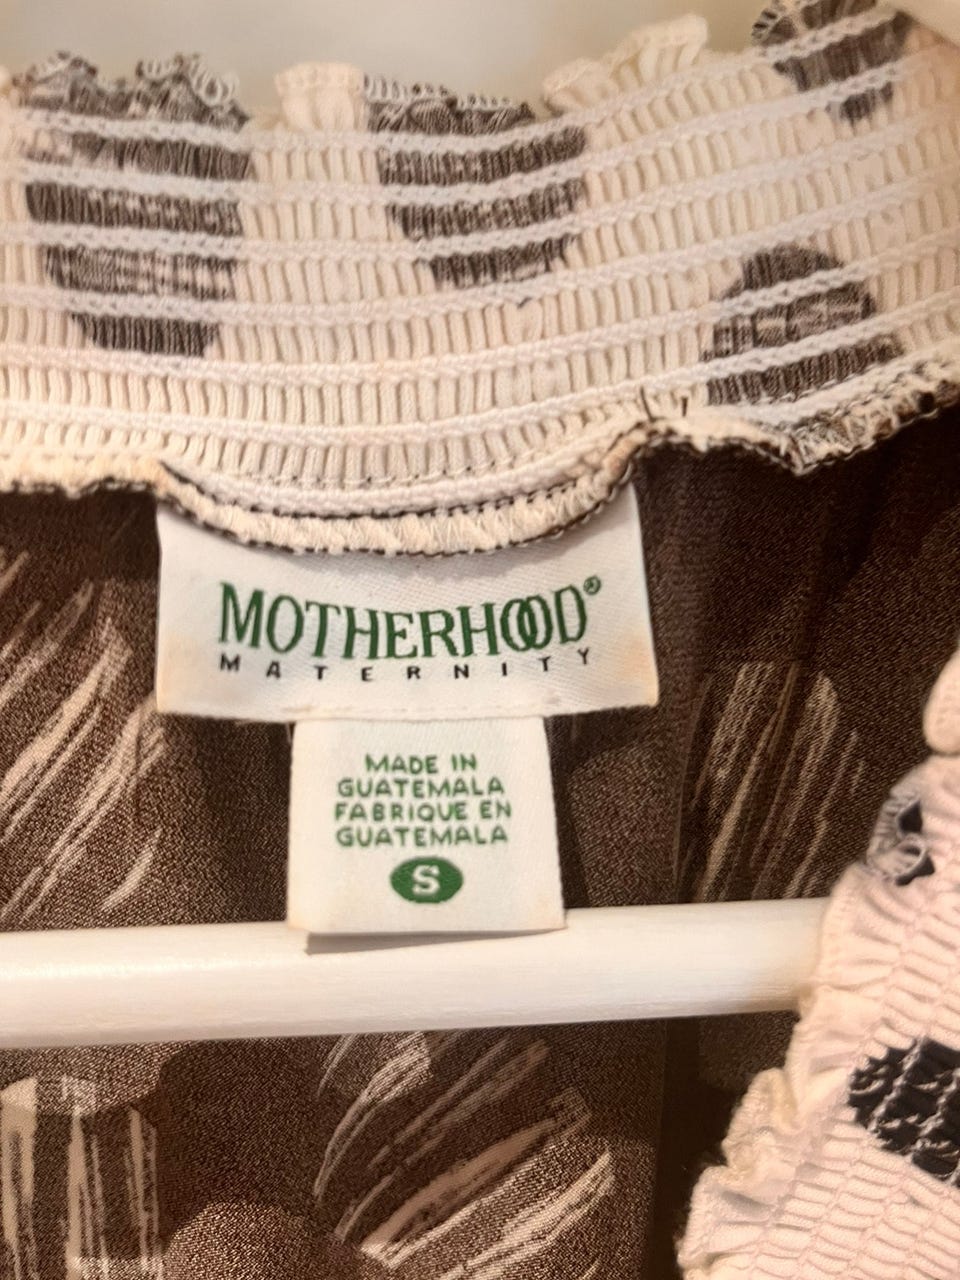 MOTHERHOOD®
MATERNITY
MADE IN
GUATEMALA
FABRIQUE EN
GUATEMALA
S